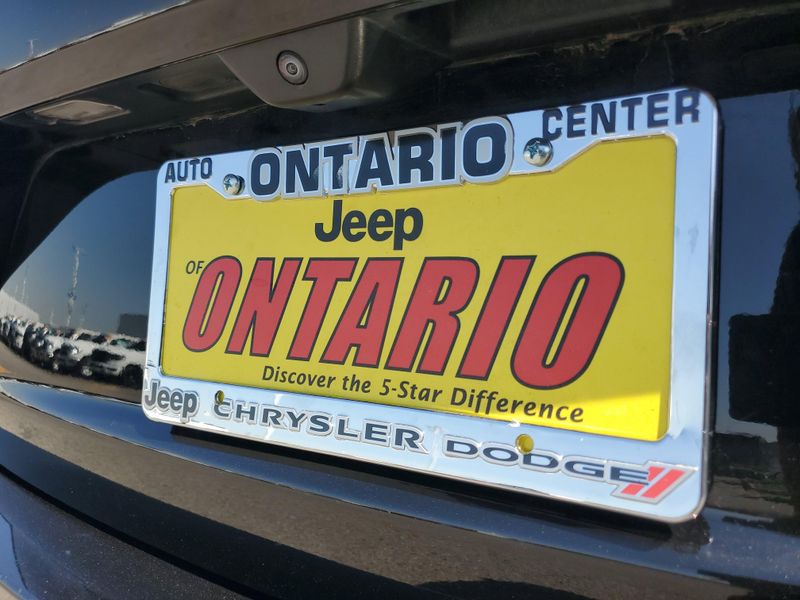 AUTO ONTARIO CENTER
Jeep
OF ONTARIO
Discover the 5-Star Difference
Jeep CHRYSLER DODGE